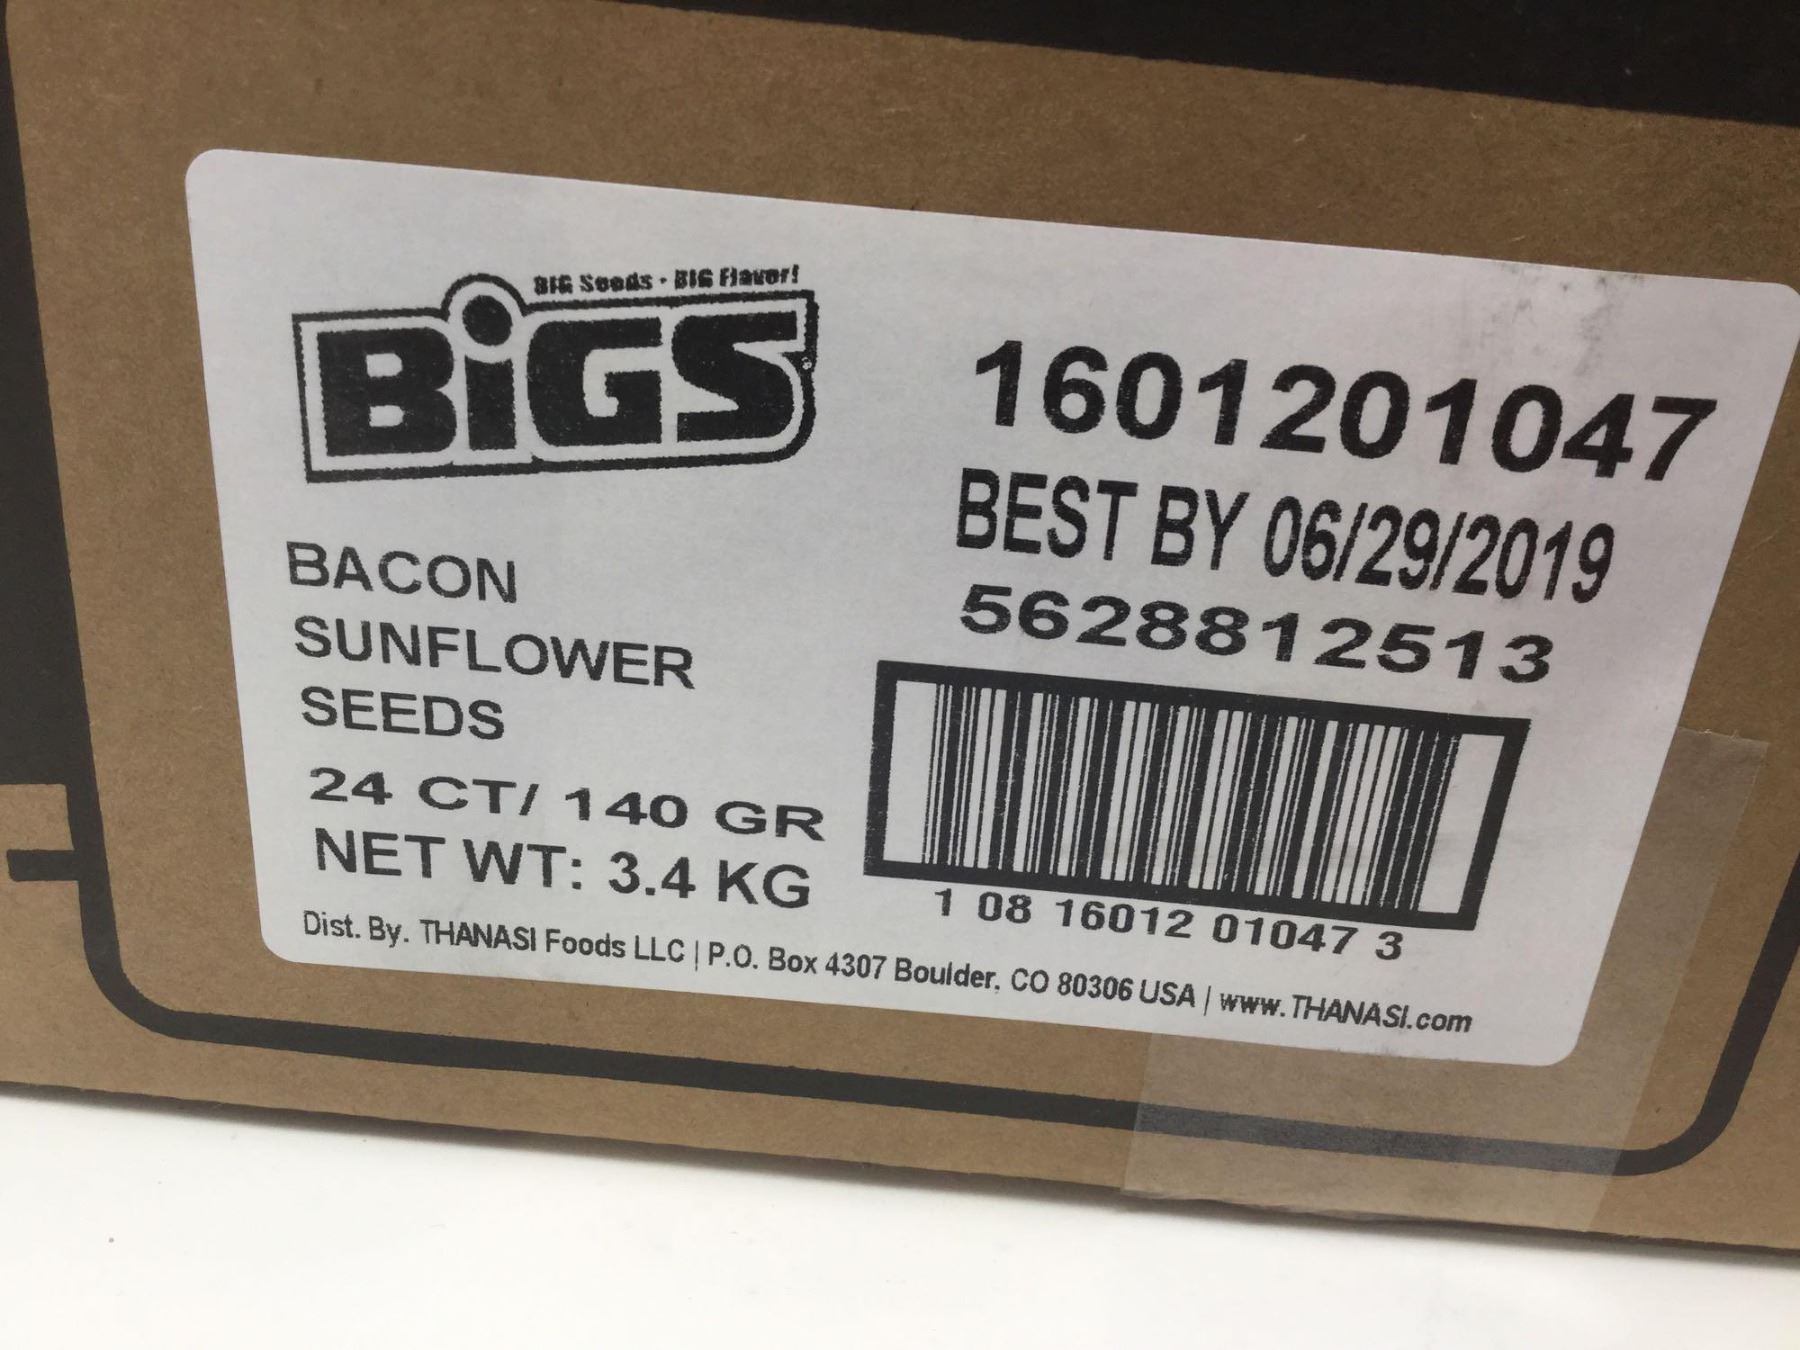 BIG Seeds - BIG Flavor!
BiGS
BACON
SUNFLOWER
SEEDS
24 CT/ 140 GR
NET WT: 3.4 KG
1601201047
BEST BY 06/29/2019
5628812513
1 08 16012 01047 3
Dist. By. THANASI Foods LLC | P.O. Box 4307 Boulder, CO 80306 USA | www.THANASI.com